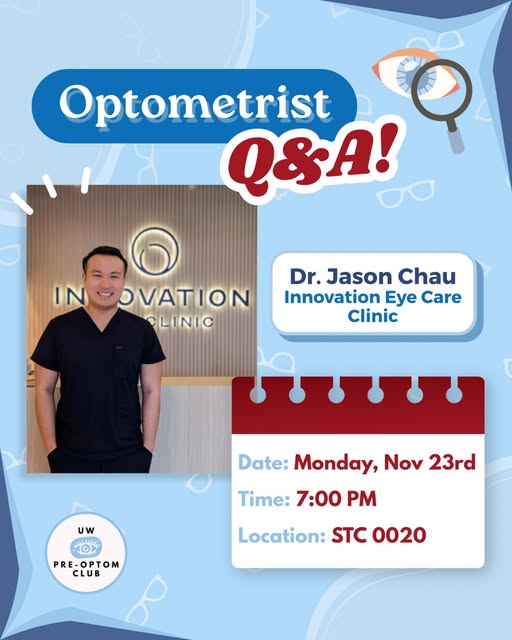 Optometrist
Q&A!
INNOVATION
CLINIC
Dr. Jason Chau
Innovation Eye Care
Clinic
Date: Monday, Nov 23rd
Time: 7:00 PM
Location: STC 0020
UW
PRE-OPTOM
CLUB